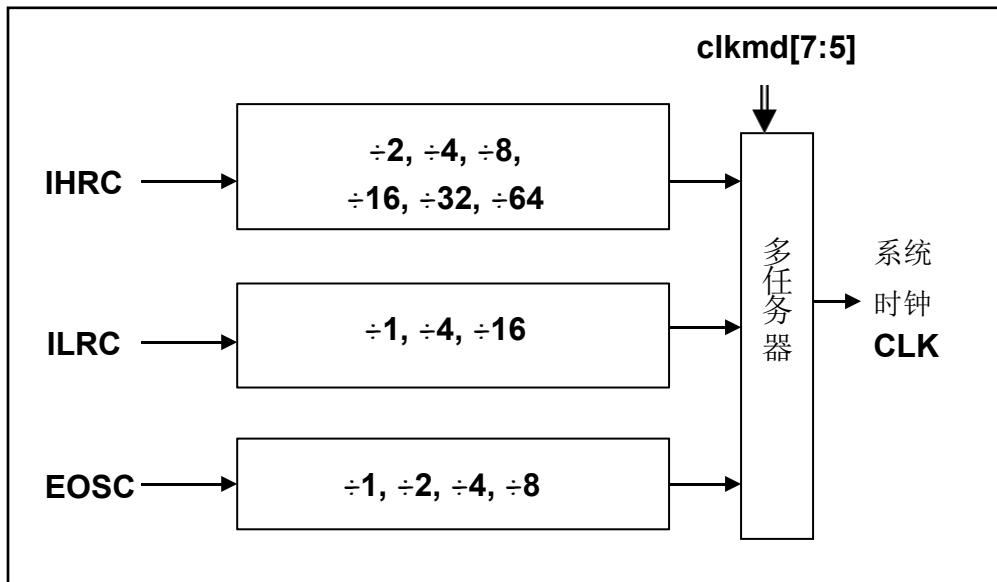 clkmd[7:5]
IHRC
÷2, ÷4, ÷8,
÷16, ÷32, ÷64
ILRC
÷1, ÷4, ÷16
EOSC
÷1, ÷2, ÷4, ÷8
多任务器
系统
时钟
CLK